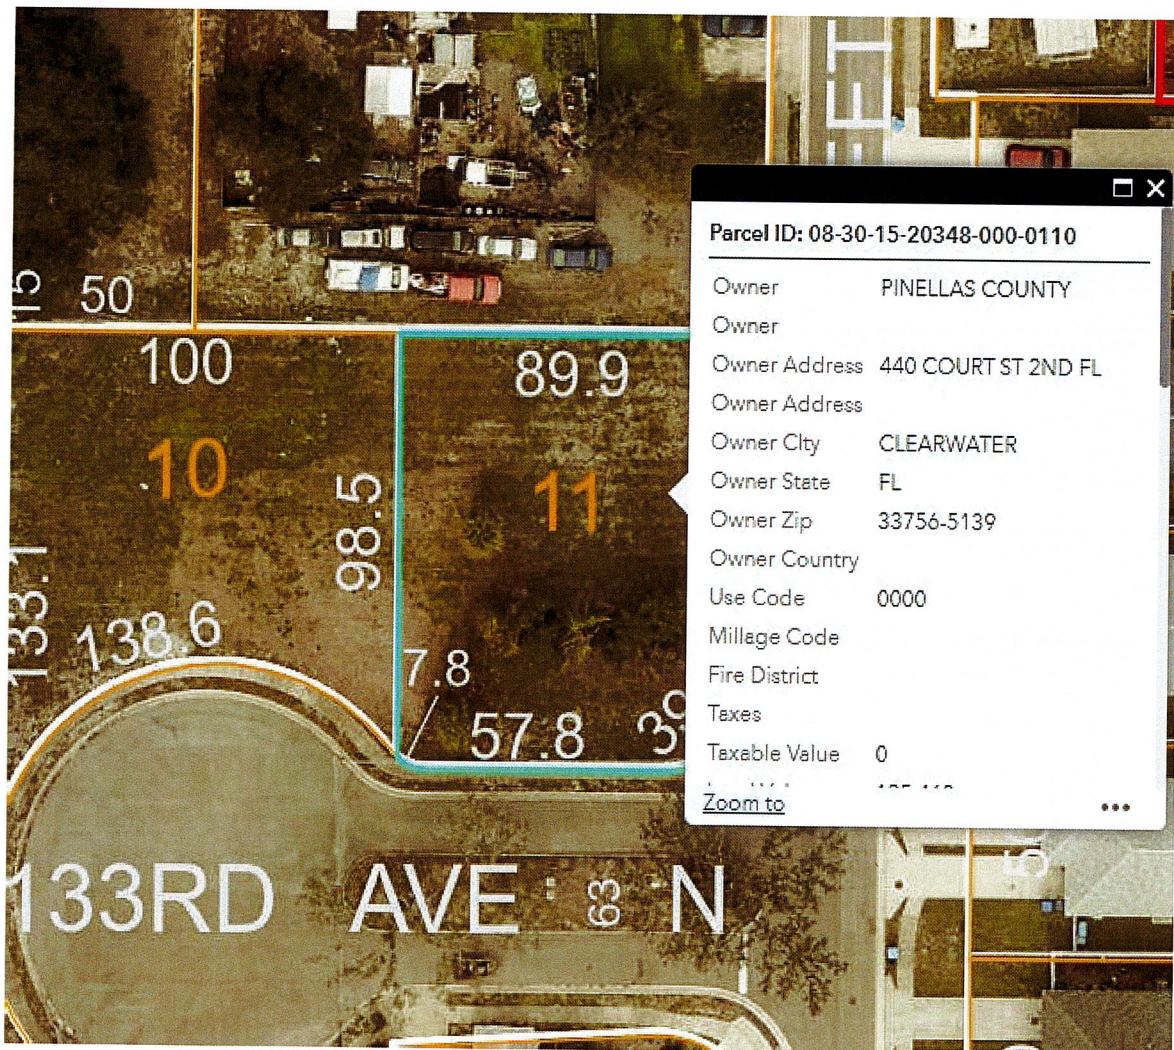 Parcel ID: 08-30-15-20348-000-0110
Owner PINELLAS COUNTY
Owner
Owner Address 440 COURT ST 2ND FL
Owner Address
Owner City CLEARWATER
Owner State FL
Owner Zip 33756-5139
Owner Country
Use Code 0000
Millage Code
Fire District
Taxes
Taxable Value 0
Zoom to
50
100
89.9
10
11
98.5
133.1
138.6
7.8
57.8
133RD AVE N
63